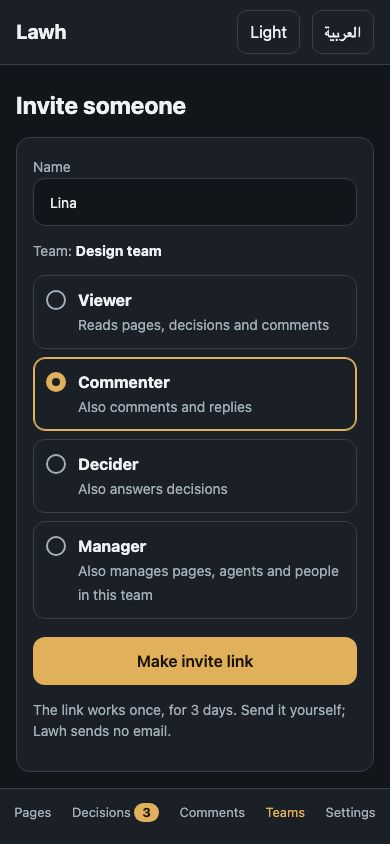 Lawh
Light
العربية
Invite someone
Name
Lina
Team: Design team
Viewer
Reads pages, decisions and comments
Commenter
Also comments and replies
Decider
Also answers decisions
Manager
Also manages pages, agents and people
in this team
Make invite link
The link works once, for 3 days. Send it yourself;
Lawh sends no email.
Pages
Decisions 3
Comments
Teams
Settings